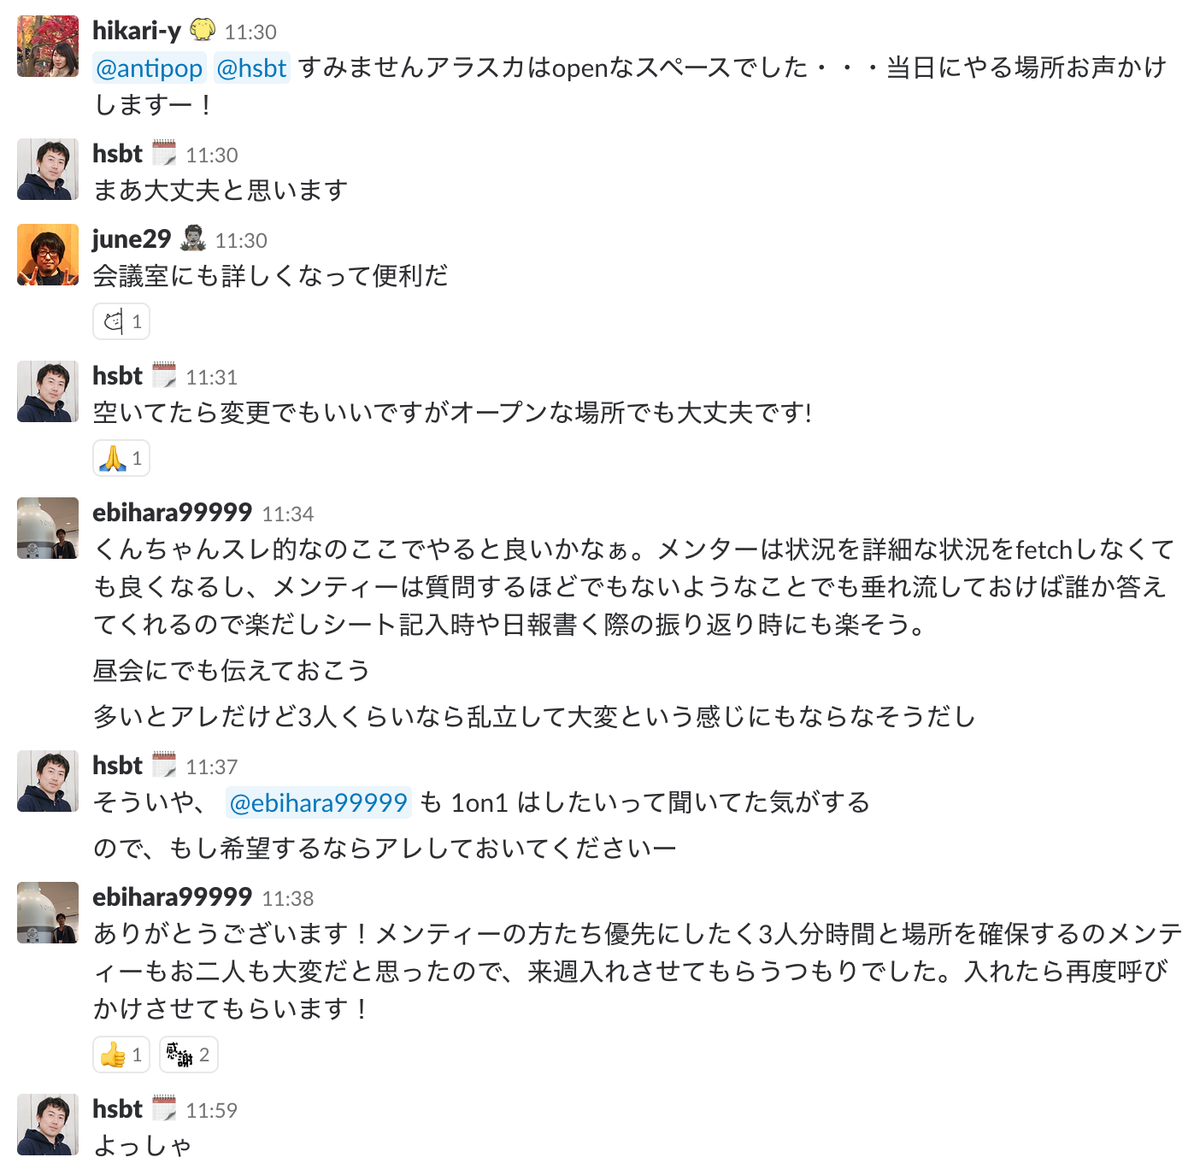 hikari-y 11:30
@antipop @hsbt すみませんアラスカはopenなスペースでした・・・当日にやる場所お声かけ
しますー！
hsbt 11:30
まあ大丈夫と思います
june29 11:30
会議室にも詳しくなって便利だ
1
hsbt 11:31
空いてたら変更でもいいですがオープンな場所でも大丈夫です!
1
ebihara99999 11:34
くんちゃんスレ的なのここでやると良いかなぁ。メンターは状況を詳細な状況をfetchしなくて
も良くなるし、メンティーは質問するほどでもないようなことでも垂れ流しておけば誰か答え
てくれるので楽だしシート記入時や日報書く際の振り返り時にも楽そう。
昼会にでも伝えておこう
多いとアレだけど3人くらいなら乱立して大変という感じにもならなそうだし
hsbt 11:37
そういや、 @ebihara99999 も 1on1 はしたいって聞いてた気がする
ので、もし希望するならアレしておいてくださいー
ebihara99999 11:38
ありがとうございます！メンティーの方たち優先にしたく3人分時間と場所を確保するのメンテ
ィーもお二人も大変だと思ったので、来週入れさせてもらうつもりでした。入れたら再度呼び
かけさせてもらいます！
1 感謝 2
hsbt 11:59
よっしゃ